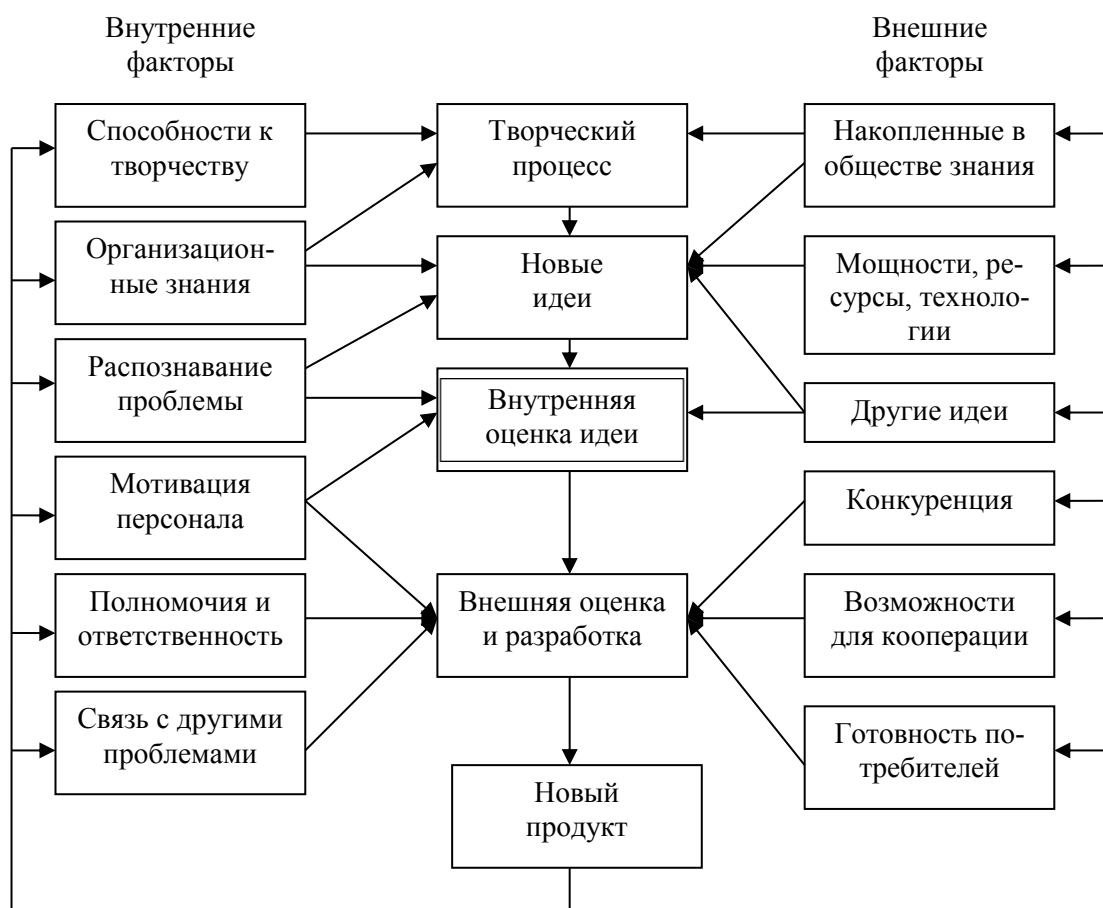 Внутренние
факторы
Внешние
факторы
Способности к
творчеству
Творческий
процесс
Накопленные в
обществе знания
Организацион-
ные знания
Новые
идеи
Мощности, ре-
сурсы, техноло-
гии
Распознавание
проблемы
Внутренняя
оценка идеи
Другие идеи
Мотивация
персонала
Конкуренция
Полномочия и
ответственность
Внешняя оценка
и разработка
Возможности
для кооперации
Связь с другими
проблемами
Готовность по-
требителей
Новый
продукт